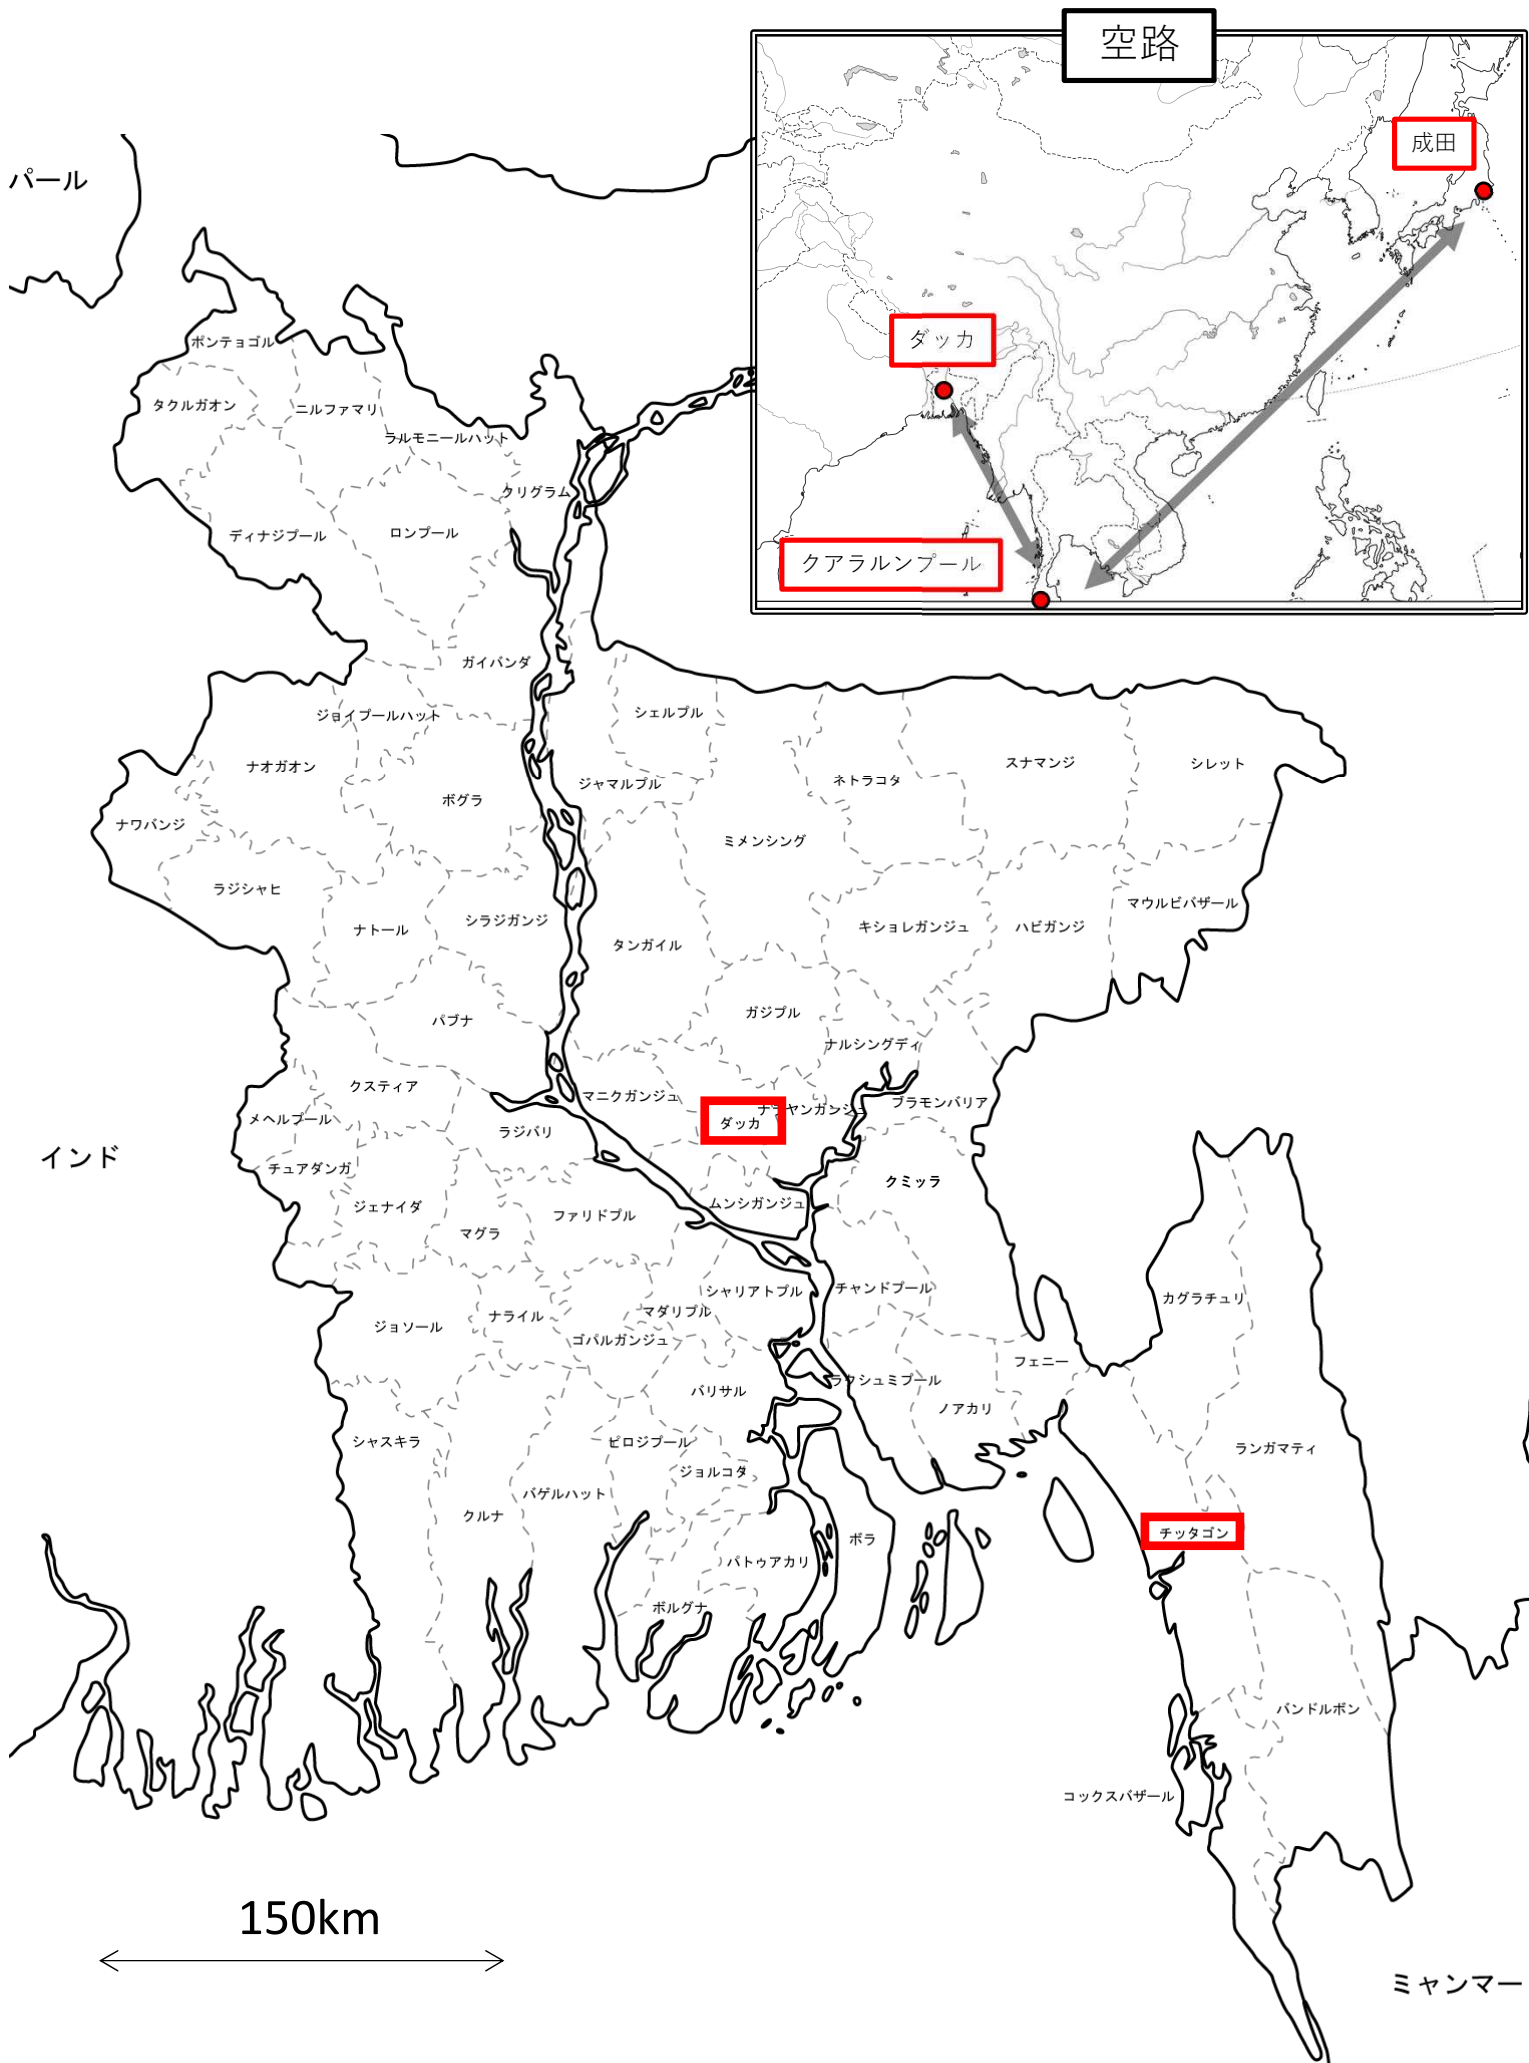 空路
成田
パール
ダッカ
クアラルンプール
ポンチョゴル
タクルガオン
ニルファマリ
ラルモニールハット
クリグラム
ディナジプール
ロンプール
ガイバンダ
ジョイプールハット
シェルプル
ナオガオン
ジャマルプル
ネトラコタ
スナマンジ
シレット
ボグラ
ナワバンジ
ミメンシング
ラジシャヒ
ナトール
シラジガンジ
タンガイル
キショレガンジュ
ハビガンジ
マウルビバザール
パブナ
ガジプル
ナルシングディ
クスティア
マニクガンジュ
ナラヤンガンジュ
ブラモンバリア
メヘルプール
ラジバリ
ダッカ
インド
チュアダンガ
クミッラ
ジェナイダ
マグラ
ファリドプル
ムンシガンジュ
シャリアトプル
チャンドプール
カグラチュリ
ジョソール
ナライル
マダリプル
ゴパルガンジュ
フェニー
バリサル
ラクシュミプール
ノアカリ
シャスキラ
ピロジプール
ランガマティ
ジョルコタ
クルナ
バゲルハット
ボラ
チッタゴン
パトゥアカリ
ボルグナ
バンドルボン
コックスバザール
150km
ミャンマー